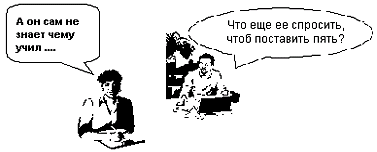 А он сам не
знает чему
учил ....
Что еще ее спросить,
чтоб поставить пять?